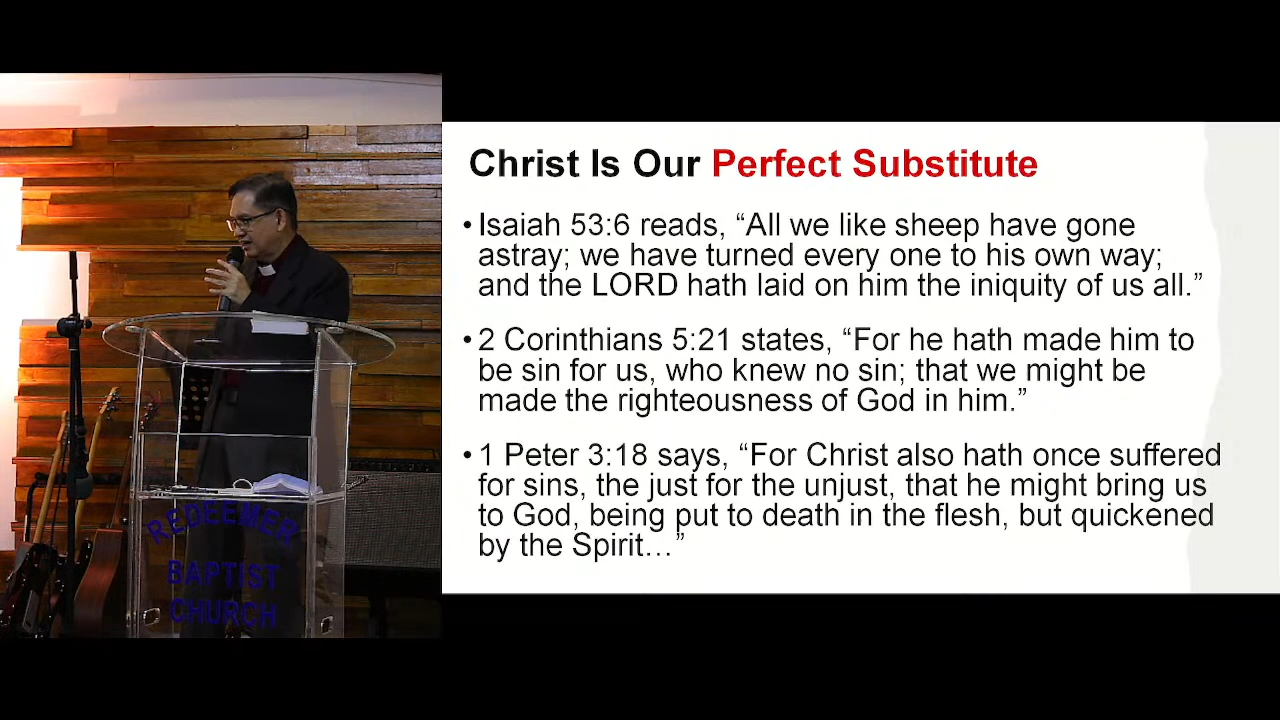 Christ Is Our Perfect Substitute
• Isaiah 53:6 reads, “All we like sheep have gone
astray; we have turned every one to his own way;
and the LORD hath laid on him the iniquity of us all.”
• 2 Corinthians 5:21 states, “For he hath made him to
be sin for us, who knew no sin; that we might be
made the righteousness of God in him.”
• 1 Peter 3:18 says, “For Christ also hath once suffered
for sins, the just for the unjust, that he might bring us
to God, being put to death in the flesh, but quickened
by the Spirit…”
REDEEMER
BAPTIST
CHURCH